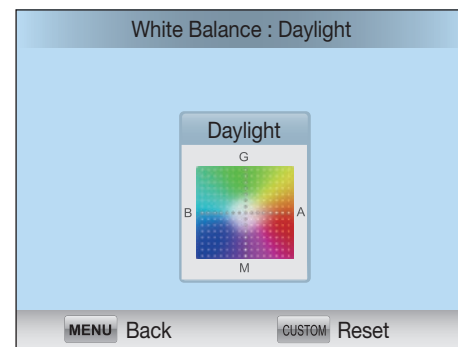 White Balance : Daylight
Daylight
G
B A
M
MENU Back CUSTOM Reset